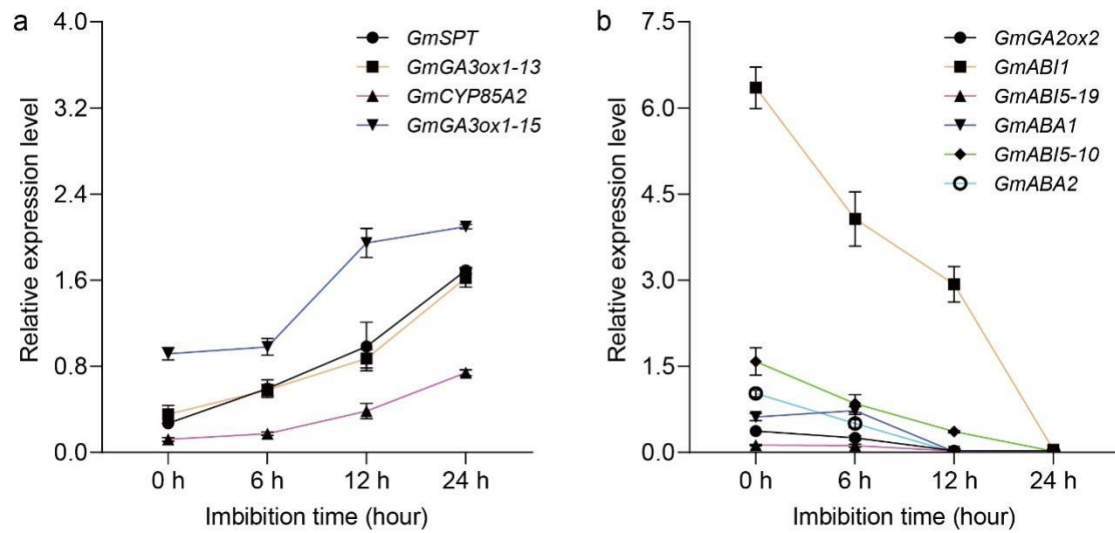 a
4.0
3.2
2.4
1.6
0.8
0.0
Relative expression level
GmSPT
GmGA3ox1-13
GmCYP85A2
GmGA3ox1-15
0 h
6 h
12 h
24 h
Imbibition time (hour)
b
7.5
6.0
4.5
3.0
1.5
0.0
Relative expression level
GmGA2ox2
GmABI1
GmABI5-19
GmABA1
GmABI5-10
GmABA2
0 h
6 h
12 h
24 h
Imbibition time (hour)